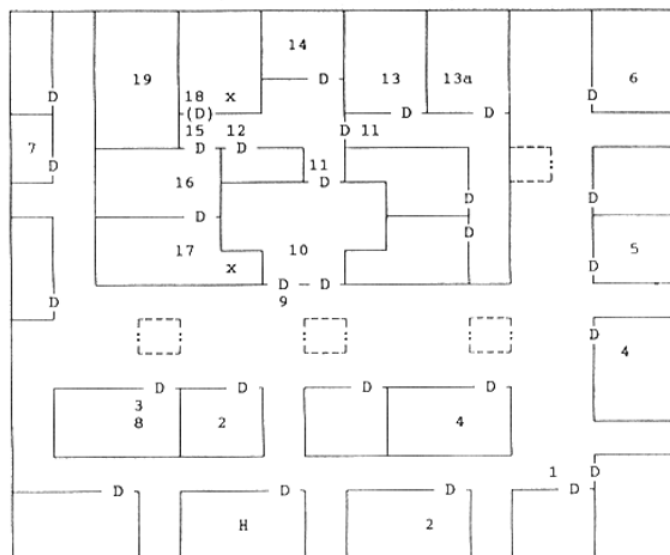 14
19 13 13a 6
D
18 x
D D
(D) D D
15 12 D 11
7 D D
D 11
16 D
D D
D
17 10 D 5
x
D D
9 D
D
4
D D D D
3
8 2 4
1 D
D D D D
H 2